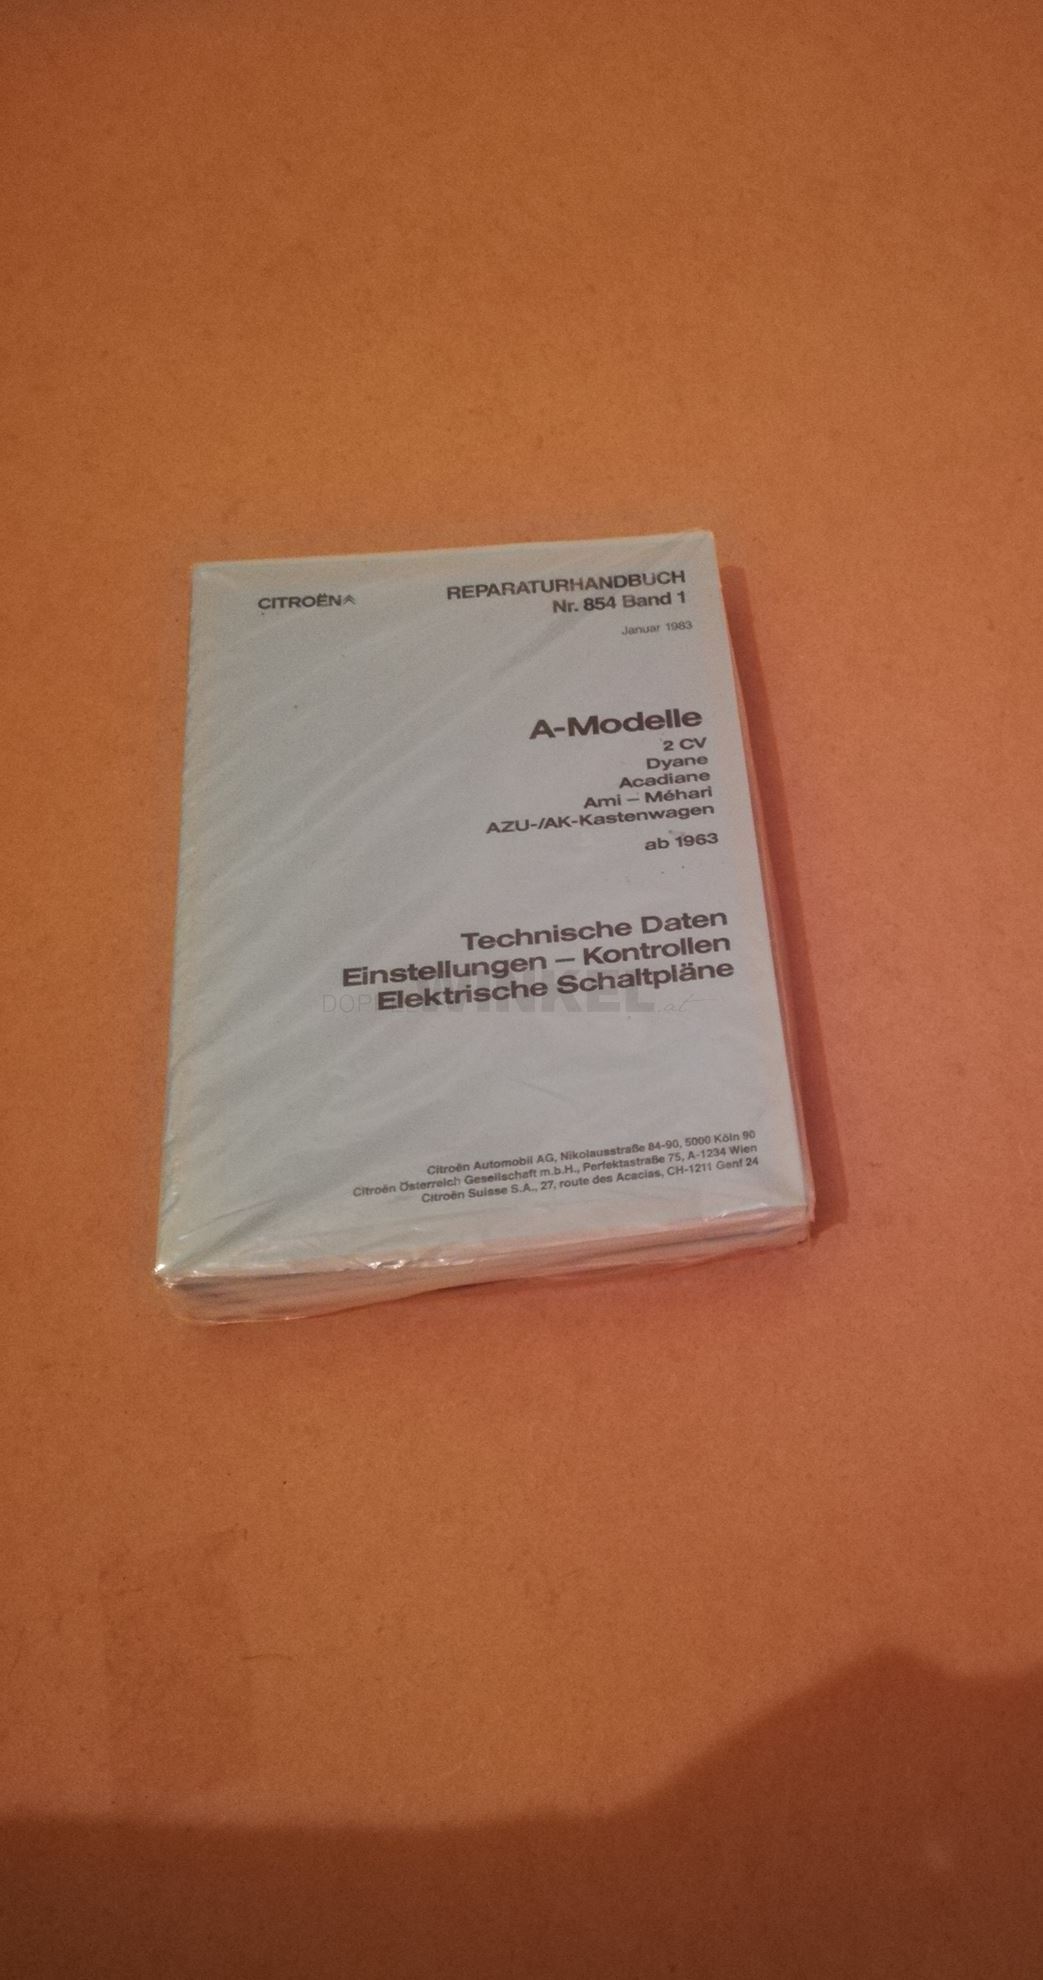 CITROËN
REPARATURHANDBUCH
Nr. 854 Band 1
Januar 1983
A-Modelle
2 CV
Dyane
Acadiane
Ami – Méhari
AZU-/AK-Kastenwagen
ab 1963
Technische Daten
Einstellungen – Kontrollen
Elektrische Schaltpläne
DOPPELWINKEL.at
Citroën Automobil AG, Nikolausstraße 84-90, 5000 Köln 90
Citroën Österreich Gesellschaft m.b.H., Perfektastraße 75, A-1234 Wien
Citroën Suisse S.A., 27, route des Acacias, CH-1211 Genf 24